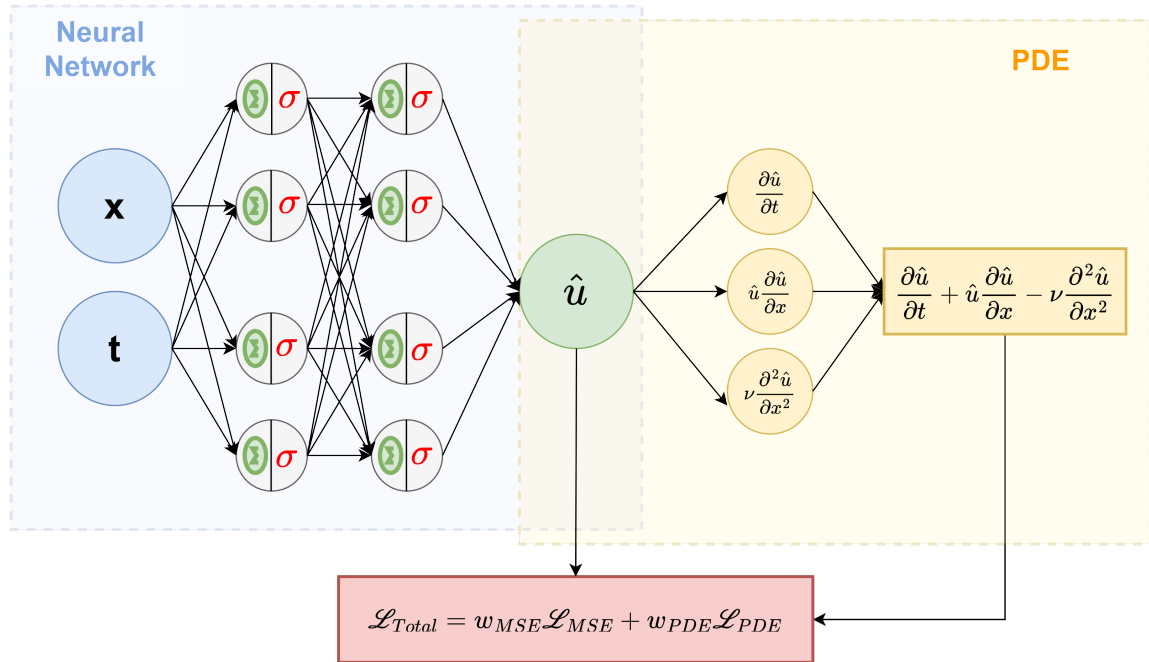 Neural
Network
PDE
x
t
Σ σ
Σ σ
Σ σ
Σ σ
Σ σ
Σ σ
Σ σ
Σ σ
û
∂û/∂t
û ∂û/∂x
ν ∂²û/∂x²
∂û/∂t + û ∂û/∂x − ν ∂²û/∂x²
ℒ_Total = w_MSE ℒ_MSE + w_PDE ℒ_PDE